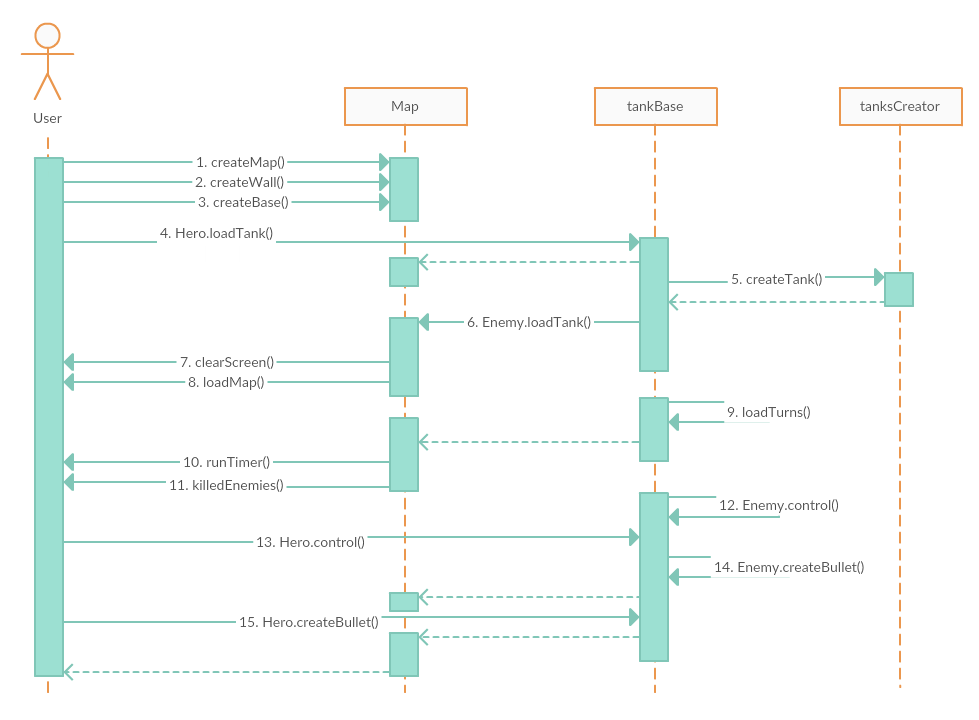 User
Map
tankBase
tanksCreator
1. createMap()
2. createWall()
3. createBase()
4. Hero.loadTank()
5. createTank()
6. Enemy.loadTank()
7. clearScreen()
8. loadMap()
9. loadTurns()
10. runTimer()
11. killedEnemies()
12. Enemy.control()
13. Hero.control()
14. Enemy.createBullet()
15. Hero.createBullet()